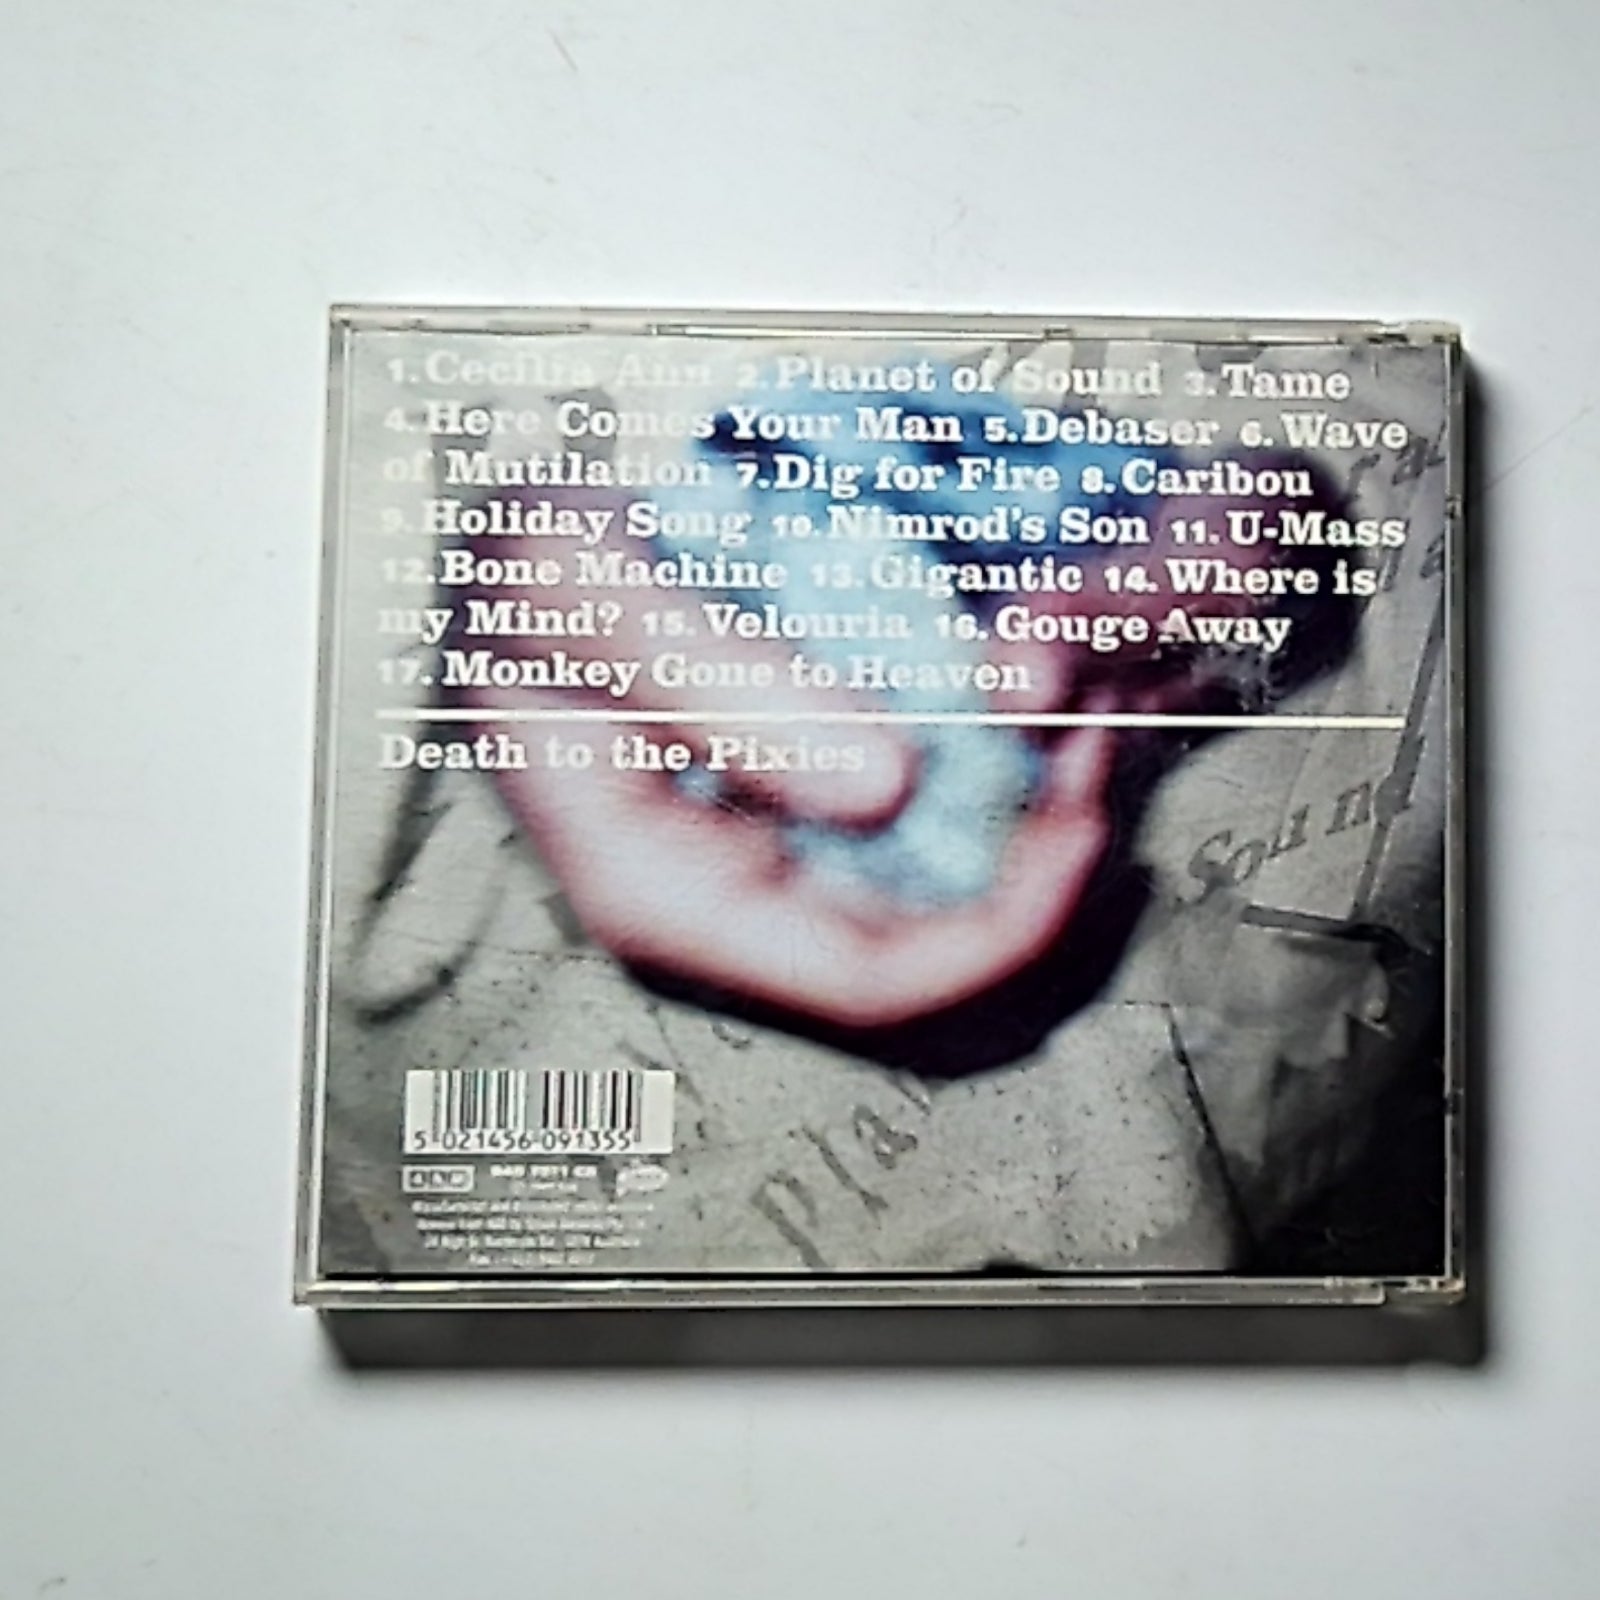 1. Cecilia Ann 2. Planet of Sound 3. Tame
4. Here Comes Your Man 5. Debaser 6. Wave
of Mutilation 7. Dig for Fire 8. Caribou
9. Holiday Song 10. Nimrod's Son 11. U-Mass
12. Bone Machine 13. Gigantic 14. Where is
my Mind? 15. Velouria 16. Gouge Away
17. Monkey Gone to Heaven
Death to the Pixies
Sound
5 021456 091355